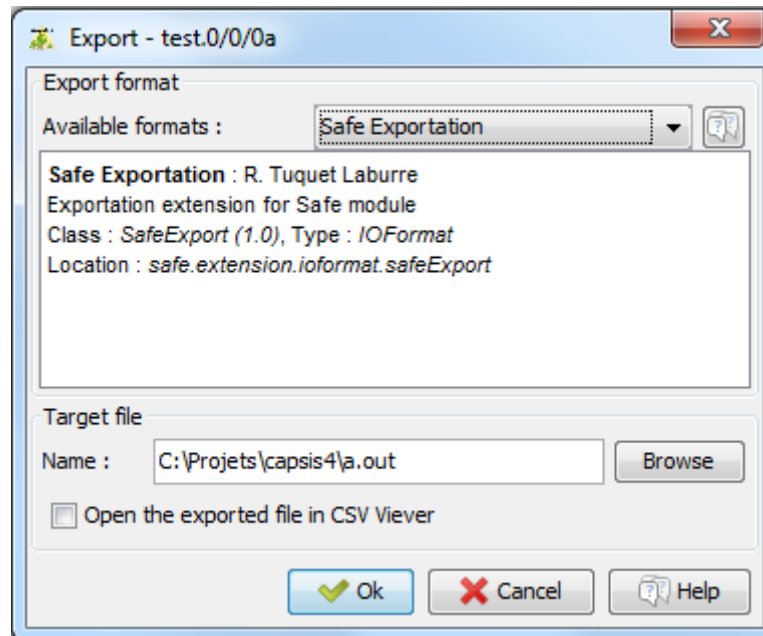 Export - test.0/0/0a
Export format
Available formats : Safe Exportation
Safe Exportation : R. Tuquet Laburre
Exportation extension for Safe module
Class : SafeExport (1.0), Type : IOFormat
Location : safe.extension.ioformat.safeExport
Target file
Name : C:\Projets\capsis4\a.out Browse
Open the exported file in CSV Viever
Ok Cancel Help